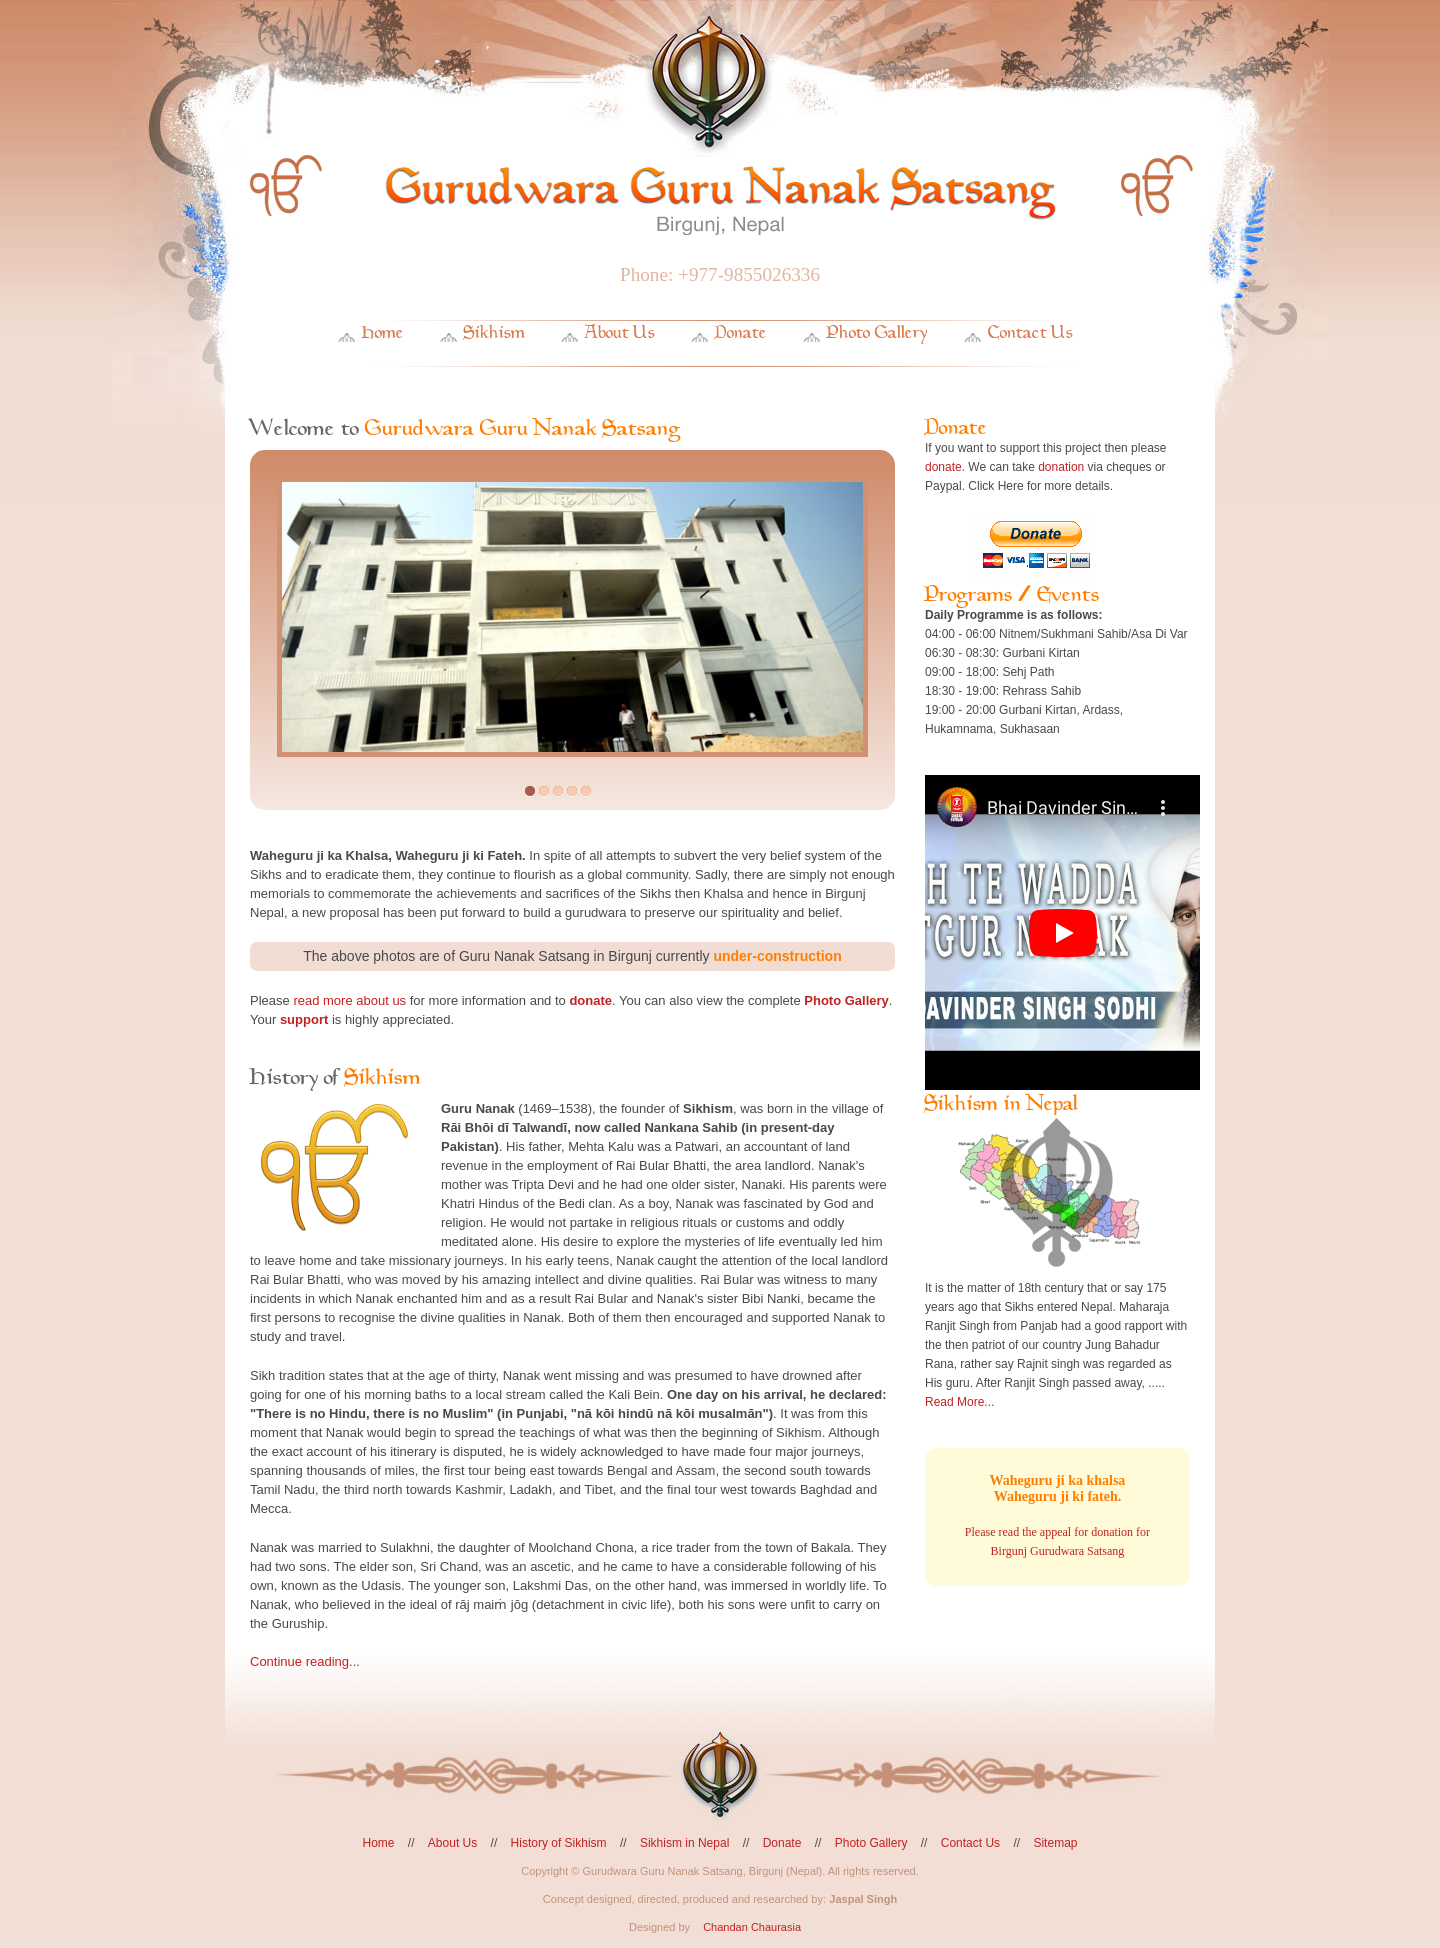 ੴ
Gurudwara Guru Nanak Satsang
ੴ
Birgunj, Nepal
Phone: +977-9855026336
Home Sikhism About Us Donate Photo Gallery Contact Us
Welcome to Gurudwara Guru Nanak Satsang
Waheguru ji ka Khalsa, Waheguru ji ki Fateh. In spite of all attempts to subvert the very belief system of the
Sikhs and to eradicate them, they continue to flourish as a global community. Sadly, there are simply not enough
memorials to commemorate the achievements and sacrifices of the Sikhs then Khalsa and hence in Birgunj
Nepal, a new proposal has been put forward to build a gurudwara to preserve our spirituality and belief.
The above photos are of Guru Nanak Satsang in Birgunj currently under-construction
Please read more about us for more information and to donate. You can also view the complete Photo Gallery.
Your support is highly appreciated.
History of Sikhism
ੴ
Guru Nanak (1469–1538), the founder of Sikhism, was born in the village of
Rāi Bhōi dī Talwandī, now called Nankana Sahib (in present-day
Pakistan). His father, Mehta Kalu was a Patwari, an accountant of land
revenue in the employment of Rai Bular Bhatti, the area landlord. Nanak's
mother was Tripta Devi and he had one older sister, Nanaki. His parents were
Khatri Hindus of the Bedi clan. As a boy, Nanak was fascinated by God and
religion. He would not partake in religious rituals or customs and oddly
meditated alone. His desire to explore the mysteries of life eventually led him
to leave home and take missionary journeys. In his early teens, Nanak caught the attention of the local landlord
Rai Bular Bhatti, who was moved by his amazing intellect and divine qualities. Rai Bular was witness to many
incidents in which Nanak enchanted him and as a result Rai Bular and Nanak's sister Bibi Nanki, became the
first persons to recognise the divine qualities in Nanak. Both of them then encouraged and supported Nanak to
study and travel.
Sikh tradition states that at the age of thirty, Nanak went missing and was presumed to have drowned after
going for one of his morning baths to a local stream called the Kali Bein. One day on his arrival, he declared:
"There is no Hindu, there is no Muslim" (in Punjabi, "nā kōi hindū nā kōi musalmān"). It was from this
moment that Nanak would begin to spread the teachings of what was then the beginning of Sikhism. Although
the exact account of his itinerary is disputed, he is widely acknowledged to have made four major journeys,
spanning thousands of miles, the first tour being east towards Bengal and Assam, the second south towards
Tamil Nadu, the third north towards Kashmir, Ladakh, and Tibet, and the final tour west towards Baghdad and
Mecca.
Nanak was married to Sulakhni, the daughter of Moolchand Chona, a rice trader from the town of Bakala. They
had two sons. The elder son, Sri Chand, was an ascetic, and he came to have a considerable following of his
own, known as the Udasis. The younger son, Lakshmi Das, on the other hand, was immersed in worldly life. To
Nanak, who believed in the ideal of rāj maiṁ jōg (detachment in civic life), both his sons were unfit to carry on
the Guruship.
Continue reading...
Donate
If you want to support this project then please
donate. We can take donation via cheques or
Paypal. Click Here for more details.
Donate
VISA BANK
Programs / Events
Daily Programme is as follows:
04:00 - 06:00 Nitnem/Sukhmani Sahib/Asa Di Var
06:30 - 08:30: Gurbani Kirtan
09:00 - 18:00: Sehj Path
18:30 - 19:00: Rehrass Sahib
19:00 - 20:00 Gurbani Kirtan, Ardass,
Hukamnama, Sukhasaan
Bhai Davinder Sin...
H TE WADDA
TGUR NANAK
DAVINDER SINGH SODHI
Sikhism in Nepal
It is the matter of 18th century that or say 175
years ago that Sikhs entered Nepal. Maharaja
Ranjit Singh from Panjab had a good rapport with
the then patriot of our country Jung Bahadur
Rana, rather say Rajnit singh was regarded as
His guru. After Ranjit Singh passed away, .....
Read More...
Waheguru ji ka khalsa
Waheguru ji ki fateh.
Please read the appeal for donation for
Birgunj Gurudwara Satsang
Home // About Us // History of Sikhism // Sikhism in Nepal // Donate // Photo Gallery // Contact Us // Sitemap
Copyright © Gurudwara Guru Nanak Satsang, Birgunj (Nepal). All rights reserved.
Concept designed, directed, produced and researched by: Jaspal Singh
Designed by Chandan Chaurasia